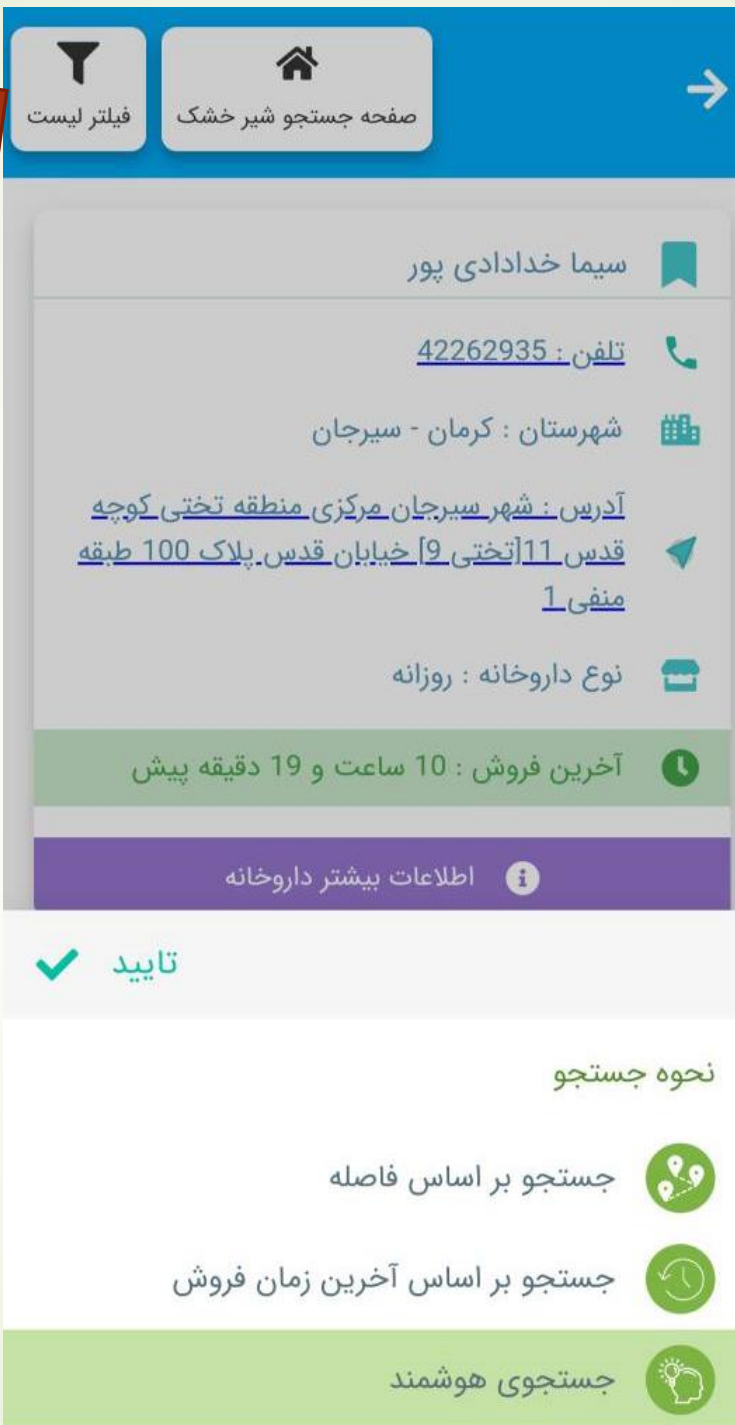 صفحه جستجو شیر خشک
فیلتر لیست
سیما خدادادی پور
تلفن : 42262935
شهرستان : کرمان - سیرجان
آدرس : شهر سیرجان مرکزی منطقه تختی کوچه
قدس 11[تختی 9] خیابان قدس پلاک 100 طبقه
منفی 1
نوع داروخانه : روزانه
آخرین فروش : 10 ساعت و 19 دقیقه پیش
اطلاعات بیشتر داروخانه
تایید
نحوه جستجو
جستجو بر اساس فاصله
جستجو بر اساس آخرین زمان فروش
جستجوی هوشمند